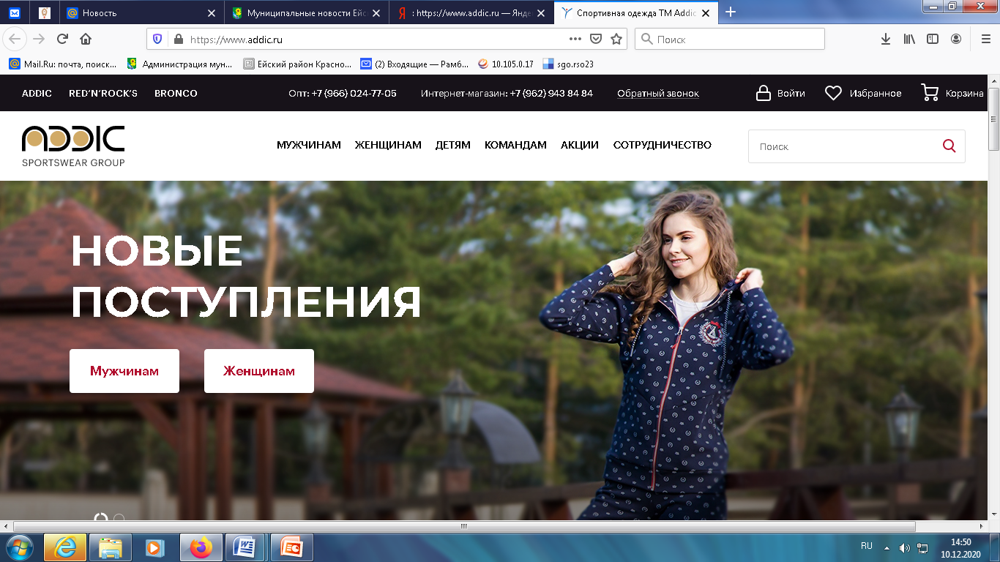 Новость
Муниципальные новости Ейс
: https://www.addic.ru — Янде
Спортивная одежда ТМ Addic
https://www.addic.ru
Поиск
Mail.Ru: почта, поиск...
Администрация мун...
Ейский район Красно...
(2) Входящие — Рамб...
10.105.0.17
sgo.rso23
ADDIC RED'N'ROCK'S BRONCO
Опт: +7 (966) 024-77-05
Интернет-магазин: +7 (962) 943 84 84
Обратный звонок
Войти
Избранное
Корзина
ADDIC
SPORTSWEAR GROUP
МУЖЧИНАМ ЖЕНЩИНАМ ДЕТЯМ КОМАНДАМ АКЦИИ СОТРУДНИЧЕСТВО
Поиск
НОВЫЕ
ПОСТУПЛЕНИЯ
Мужчинам
Женщинам
RU
14:50
10.12.2020